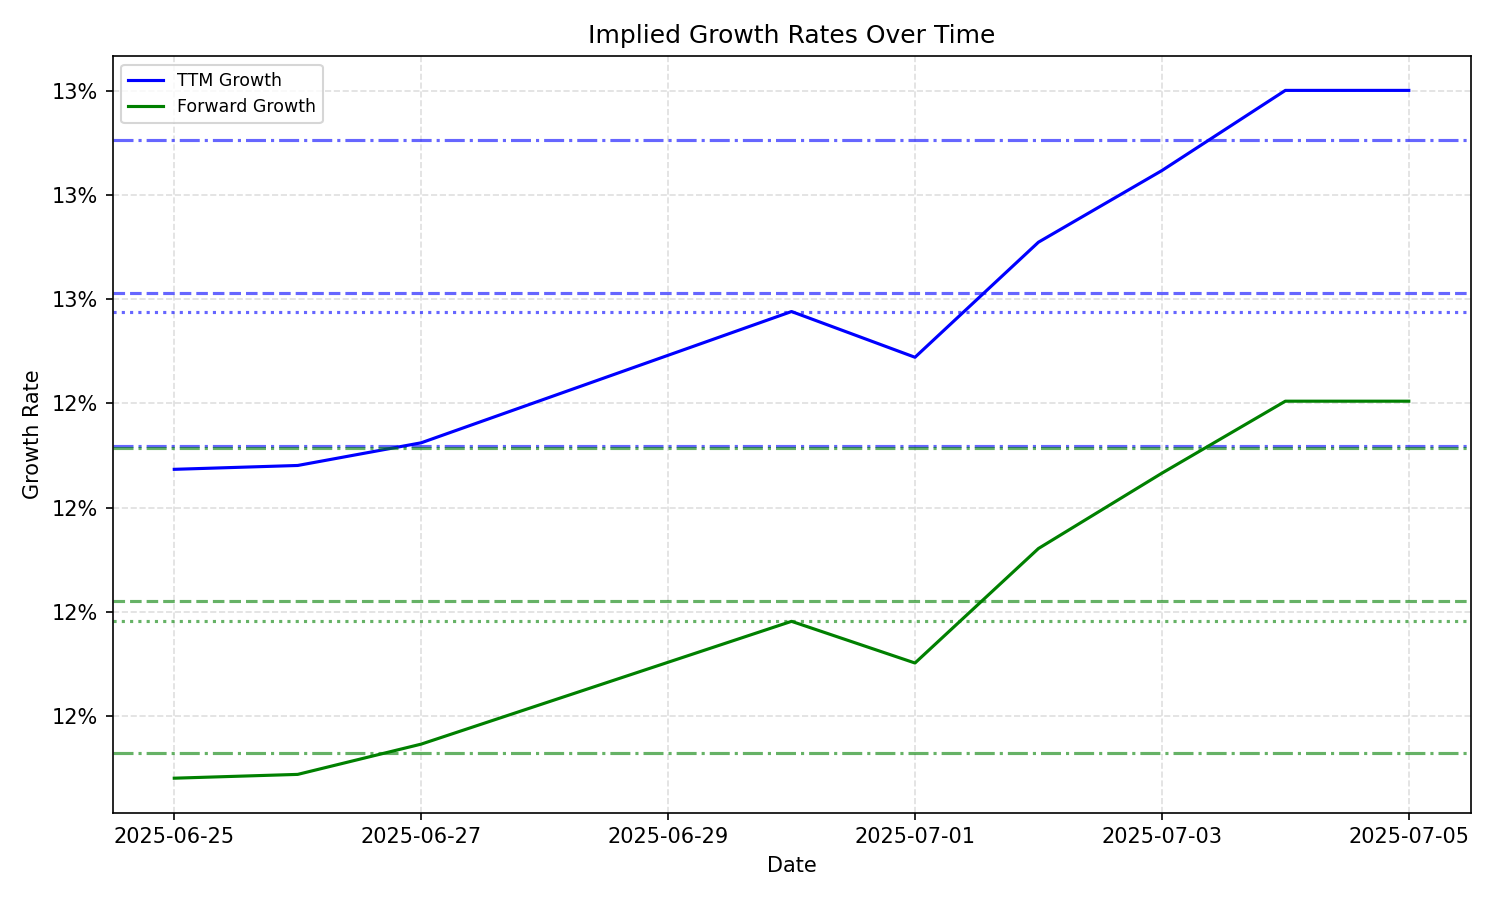 Implied Growth Rates Over Time
TTM Growth
Forward Growth
13%
13%
13%
12%
12%
12%
12%
Growth Rate
2025-06-25
2025-06-27
2025-06-29
2025-07-01
2025-07-03
2025-07-05
Date